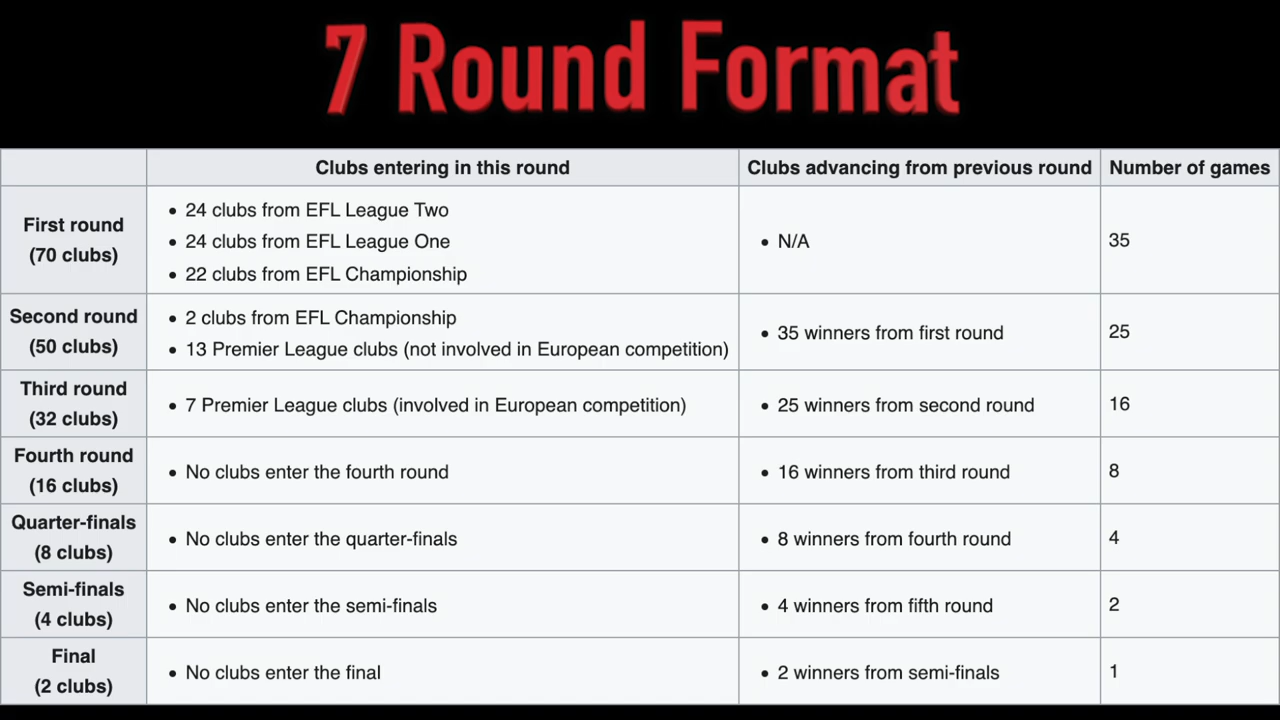 7 Round Format
Clubs entering in this round
Clubs advancing from previous round
Number of games
First round
(70 clubs)
• 24 clubs from EFL League Two
• 24 clubs from EFL League One
• 22 clubs from EFL Championship
• N/A
35
Second round
(50 clubs)
• 2 clubs from EFL Championship
• 13 Premier League clubs (not involved in European competition)
• 35 winners from first round
25
Third round
(32 clubs)
• 7 Premier League clubs (involved in European competition)
• 25 winners from second round
16
Fourth round
(16 clubs)
• No clubs enter the fourth round
• 16 winners from third round
8
Quarter-finals
(8 clubs)
• No clubs enter the quarter-finals
• 8 winners from fourth round
4
Semi-finals
(4 clubs)
• No clubs enter the semi-finals
• 4 winners from fifth round
2
Final
(2 clubs)
• No clubs enter the final
• 2 winners from semi-finals
1